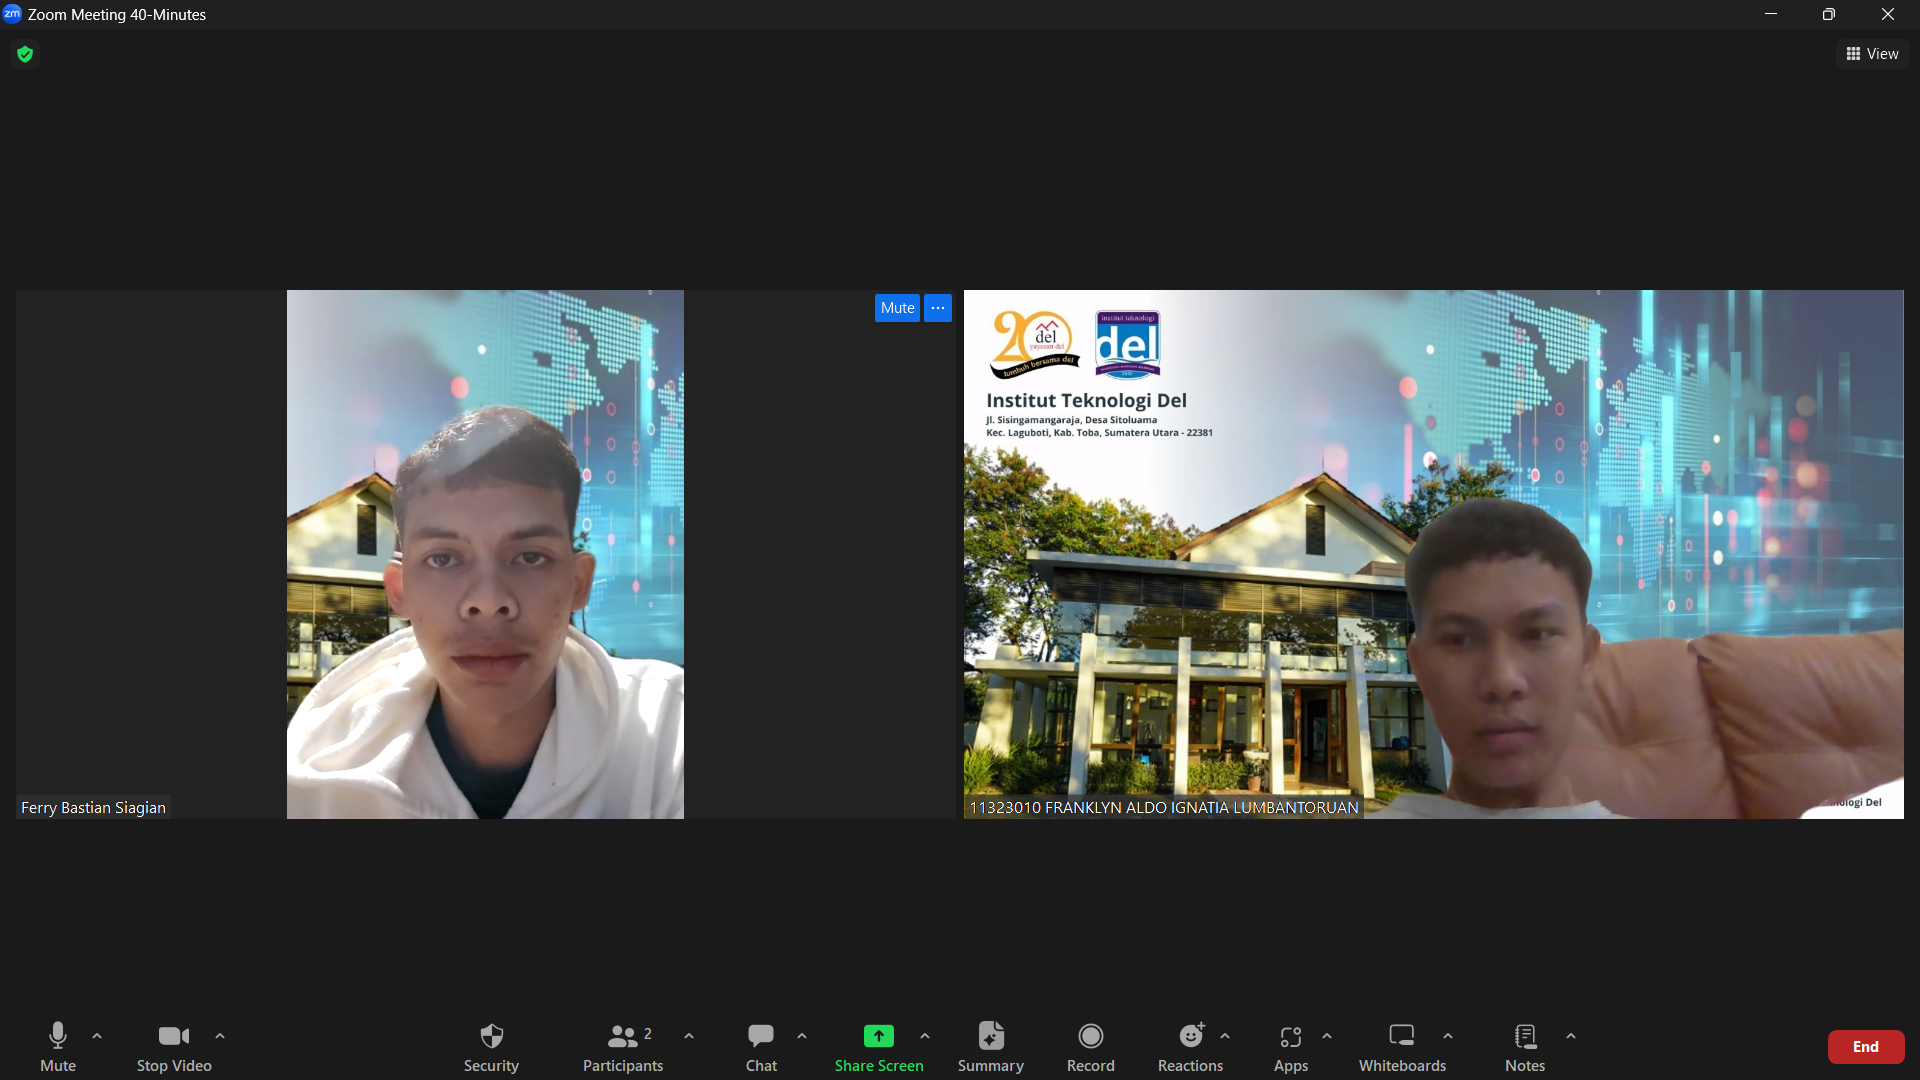 zm Zoom Meeting 40-Minutes
View
Mute
20
del
yayasan del
tumbuh bersama del
institut teknologi
del
Institut Teknologi Del
Jl. Sisingamangaraja, Desa Sitoluama
Kec. Laguboti, Kab. Toba, Sumatera Utara - 22381
Ferry Bastian Siagian
11323010 FRANKLYN ALDO IGNATIA LUMBANTORUAN
Del
2
Mute
Stop Video
Security
Participants
Chat
Share Screen
Summary
Record
Reactions
Apps
Whiteboards
Notes
End